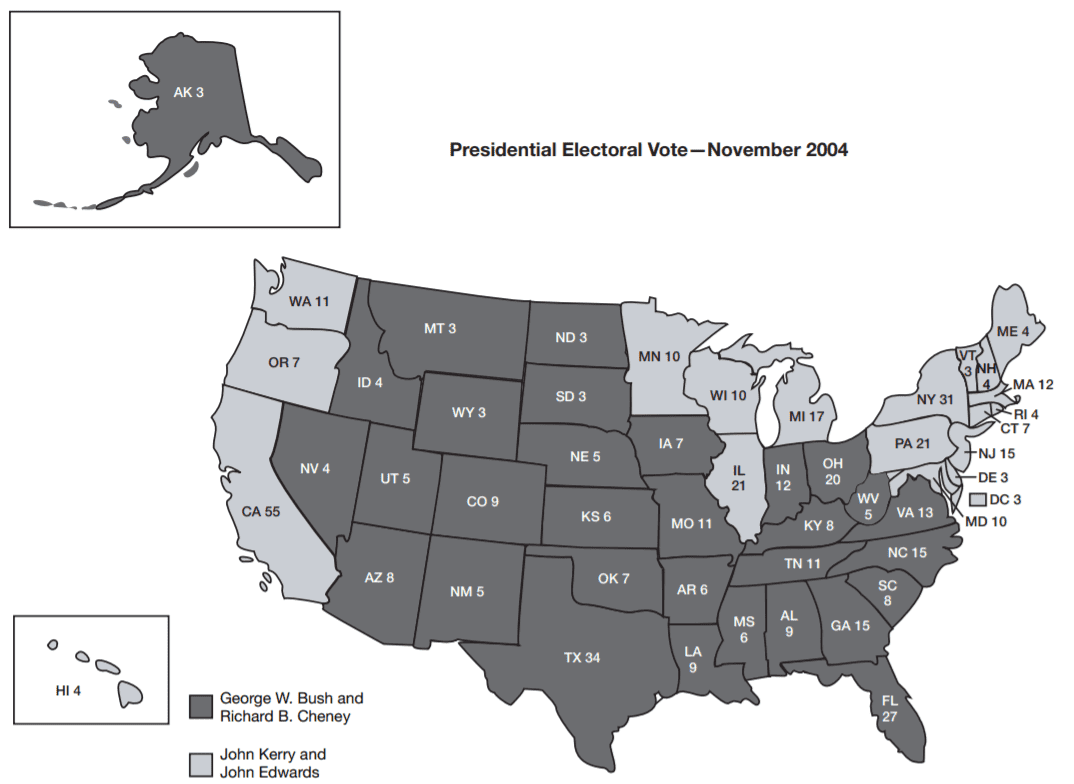 AK 3
Presidential Electoral Vote—November 2004
WA 11
MT 3
ND 3
ME 4
OR 7
ID 4
MN 10
VT
3
NH
4
MA 12
WY 3
SD 3
WI 10
MI 17
NY 31
RI 4
CT 7
NV 4
UT 5
CO 9
NE 5
IA 7
IL
21
IN
12
OH
20
PA 21
NJ 15
DE 3
DC 3
MD 10
CA 55
KS 6
MO 11
KY 8
WV
5
VA 13
AZ 8
NM 5
OK 7
AR 6
TN 11
NC 15
SC
8
TX 34
LA
9
MS
6
AL
9
GA 15
FL
27
HI 4
George W. Bush and
Richard B. Cheney
John Kerry and
John Edwards